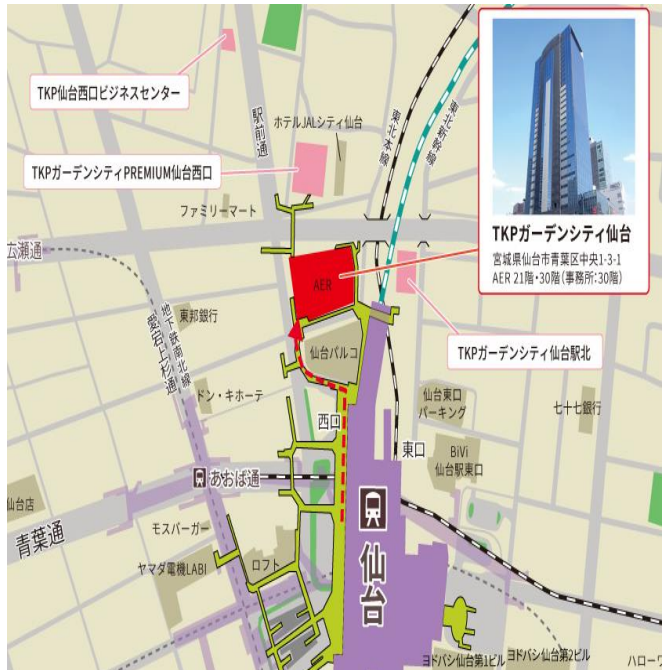 TKP仙台西口ビジネスセンター
駅前通
ホテルJALシティ仙台
東北本線
東北新幹線
TKPガーデンシティPREMIUM仙台西口
ファミリーマート
TKPガーデンシティ仙台
宮城県仙台市青葉区中央1-3-1
AER 21階・30階(事務所:30階)
広瀬通
AER
地下鉄南北線
愛宕上杉通
東邦銀行
仙台パルコ
TKPガーデンシティ仙台駅北
ドン・キホーテ
西口
仙台東口
パーキング
七十七銀行
東口
BiVi
仙台駅東口
あおば通
仙台店
青葉通
モスバーガー
ヤマダ電機LABI
ロフト
仙台
ヨドバシ仙台第1ビル
ヨドバシ仙台第2ビル
ハローワ